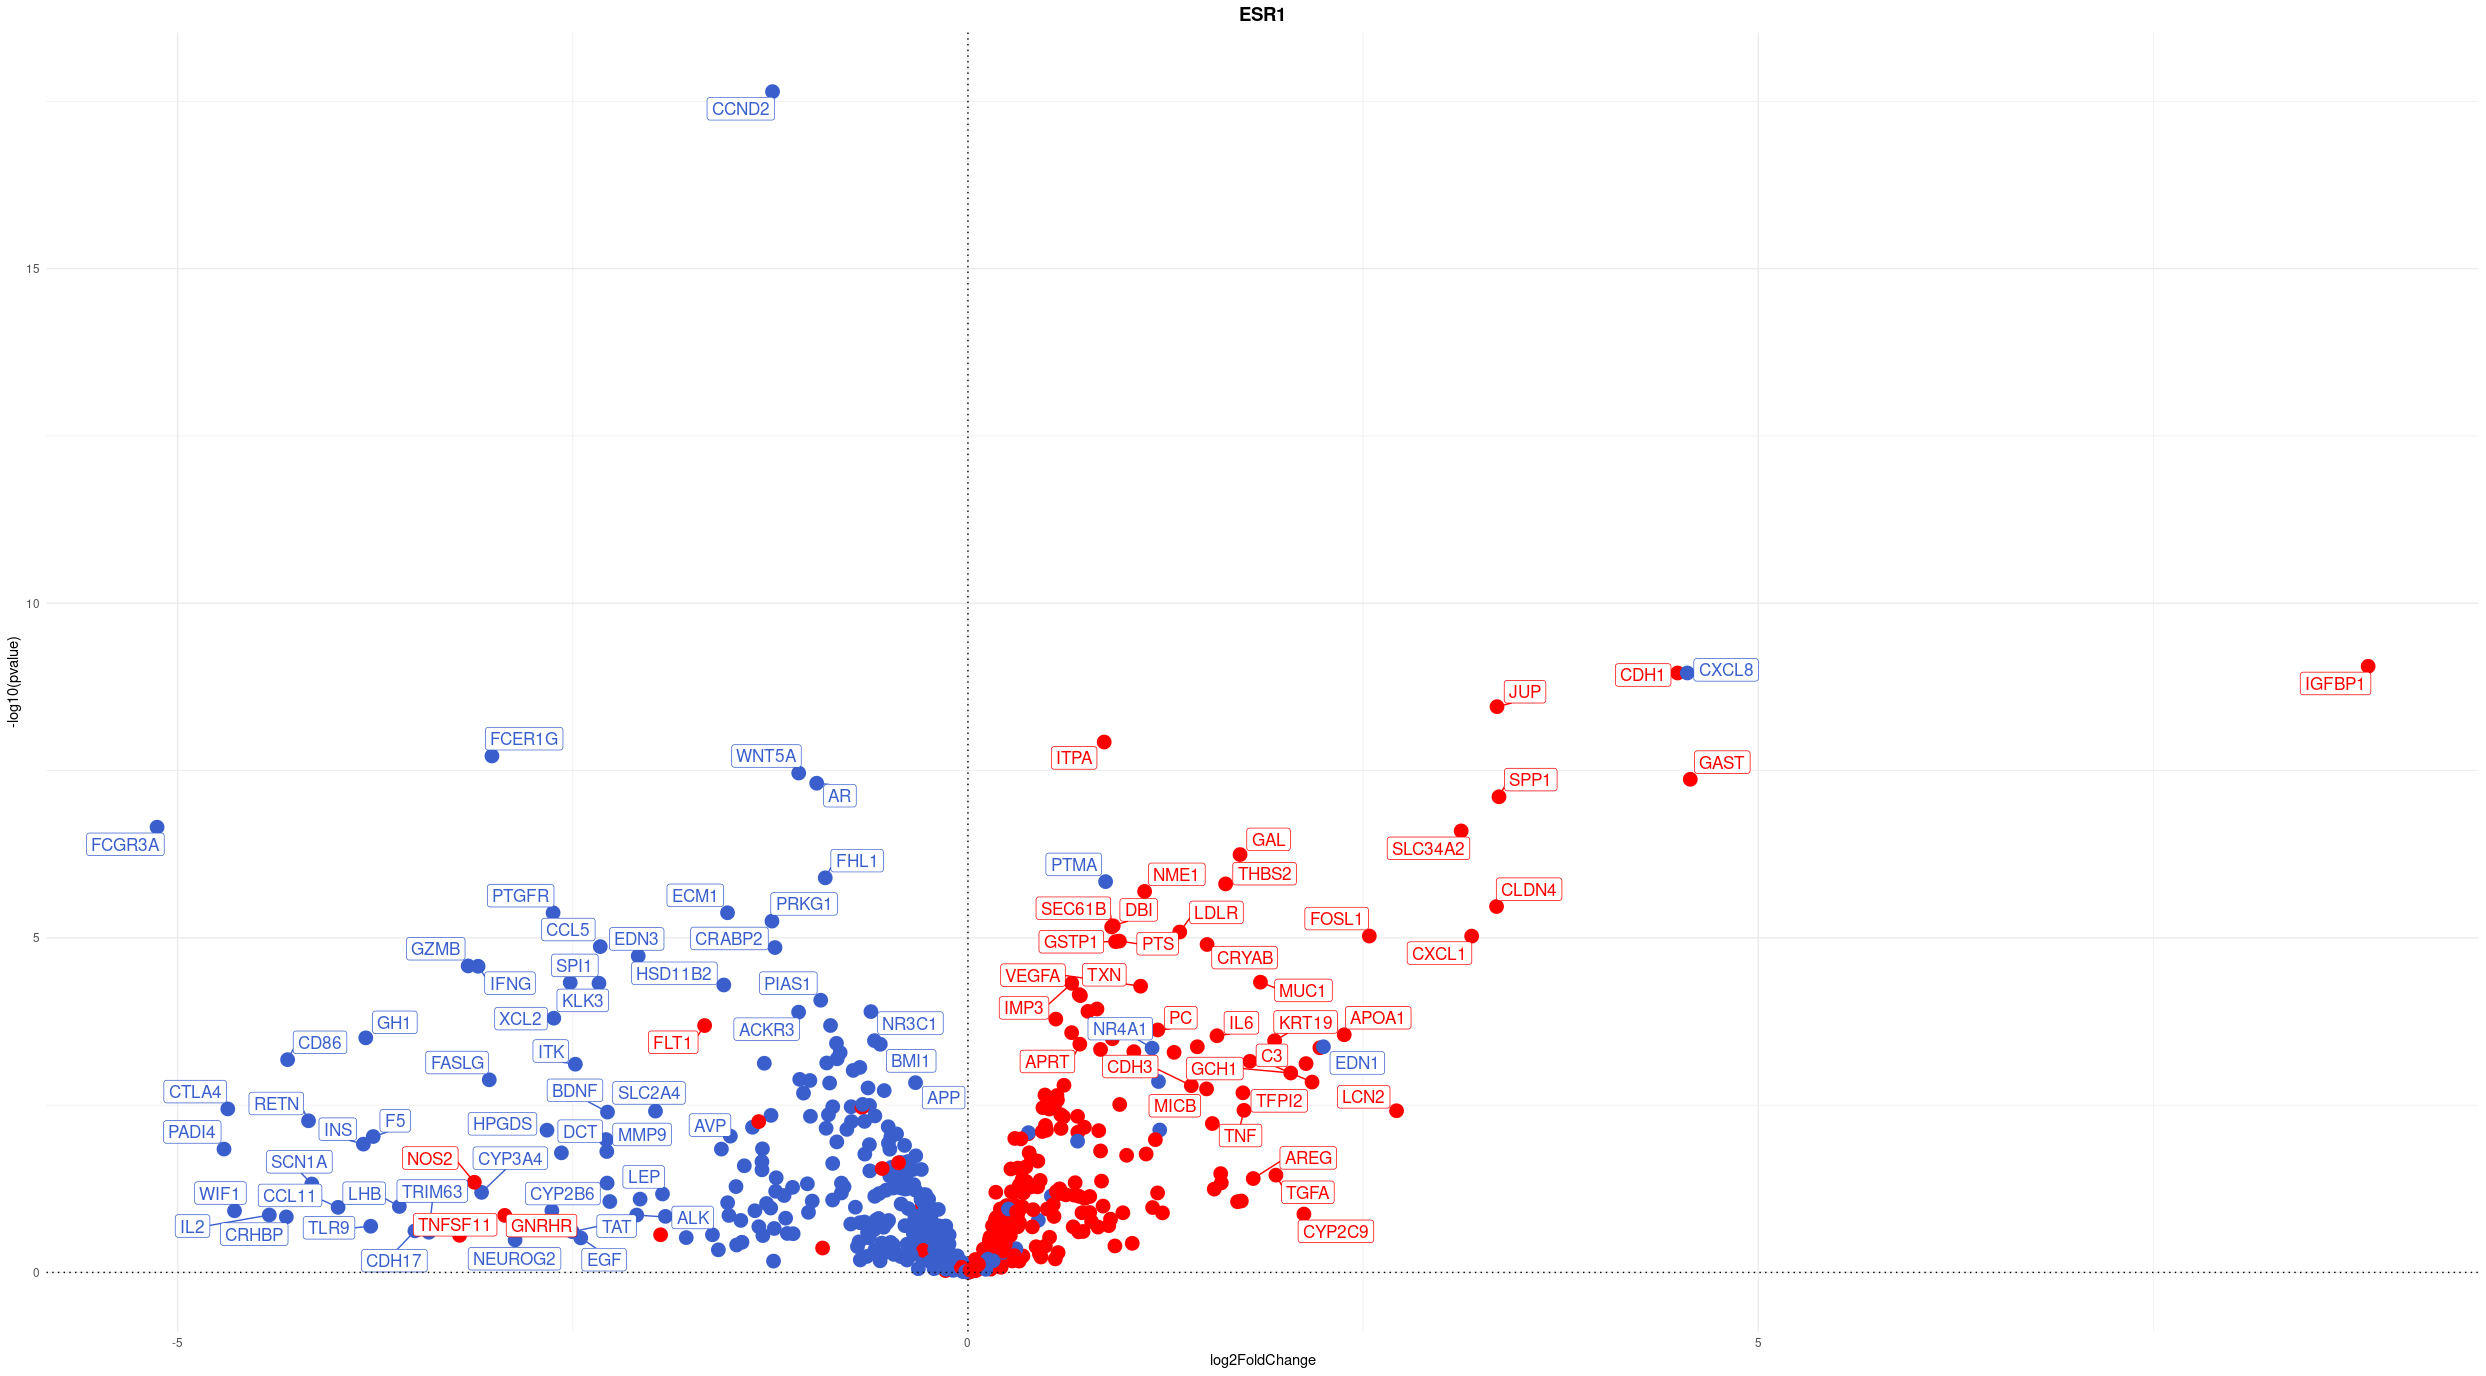 ESR1
CCND2
15
10
-log10(pvalue)
CDH1
CXCL8
IGFBP1
JUP
FCER1G
WNT5A
ITPA
GAST
SPP1
AR
FCGR3A
GAL
SLC34A2
FHL1
PTMA
NME1
THBS2
CLDN4
PTGFR
ECM1
PRKG1
SEC61B
DBI
LDLR
FOSL1
CCL5
EDN3
CRABP2
GSTP1
PTS
5
GZMB
CRYAB
CXCL1
SPI1
HSD11B2
VEGFA
TXN
IFNG
PIAS1
MUC1
KLK3
IMP3
XCL2
GH1
ACKR3
NR3C1
PC
IL6
KRT19
APOA1
NR4A1
CD86
FLT1
ITK
FASLG
BMI1
APRT
CDH3
GCH1
C3
EDN1
CTLA4
BDNF
SLC2A4
APP
RETN
MICB
TFPI2
LCN2
PADI4
INS
F5
HPGDS
DCT
MMP9
AVP
TNF
SCN1A
NOS2
CYP3A4
AREG
LEP
WIF1
CCL11
LHB
TRIM63
CYP2B6
TGFA
IL2
CRHBP
TLR9
TNFSF11
GNRHR
TAT
ALK
CYP2C9
CDH17
NEUROG2
EGF
0
-5
0
5
log2FoldChange